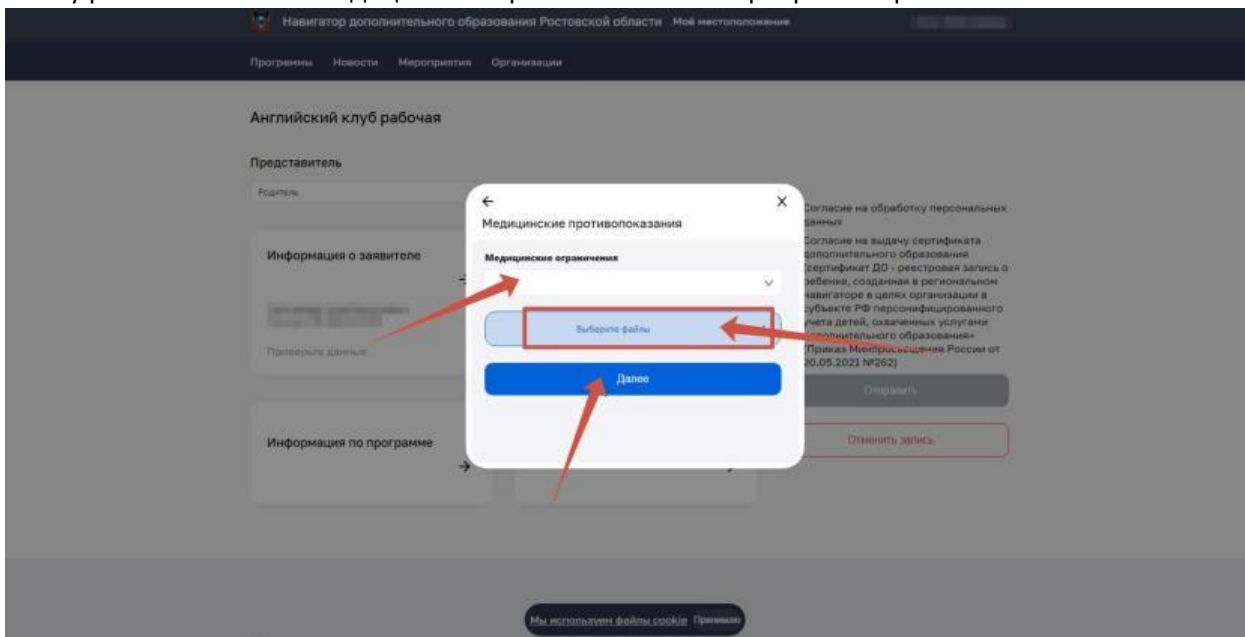 Навигатор дополнительного образования Ростовской области Моё местоположение
Программы Новости Мероприятия Организации
Английский клуб рабочая
Представитель
Родитель
Информация о заявителе
Проверьте данные
Информация по программе
Медицинские противопоказания
Медицинские ограничения
Выберите файлы
Далее
Согласие на обработку персональных
данных
Согласие на выдачу сертификата
дополнительного образования
(сертификат ДО - реестровая запись о
ребенке, созданная в региональном
навигаторе в целях организации в
субъекте РФ персонифицированного
учета детей, охваченных услугами
дополнительного образования»
(Приказ Минпросвещения России от
20.05.2021 №262)
Отправить
Отменить запись
Мы используем файлы cookie Принимаю